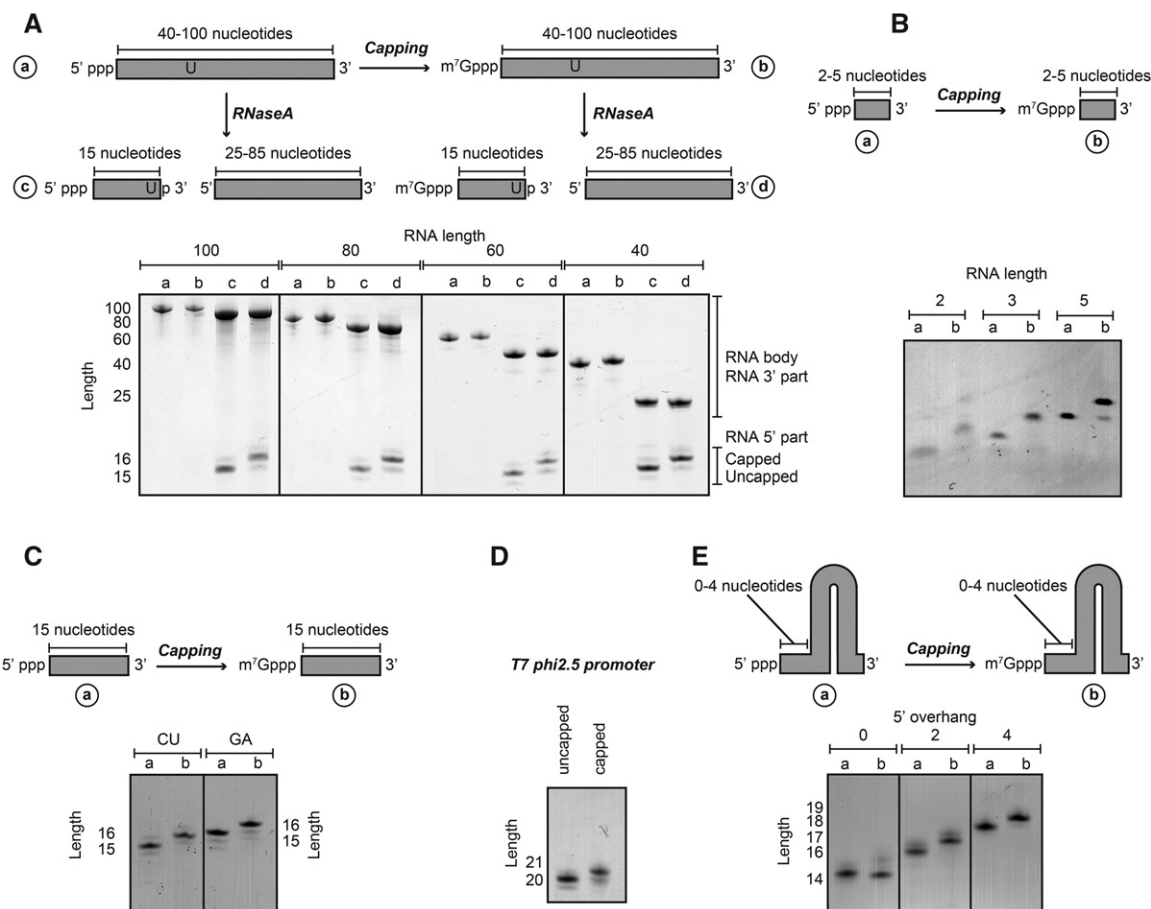 A
40-100 nucleotides
Capping
40-100 nucleotides
a 5' ppp U 3' m⁷Gppp U 3' b
RNaseA RNaseA
15 nucleotides 25-85 nucleotides 15 nucleotides 25-85 nucleotides
c 5' ppp U p 3' 5' 3' m⁷Gppp U p 3' 5' 3' d
RNA length
100 80 60 40
a b c d a b c d a b c d a b c d
Length
100
80
60
40
25
16
15
RNA body
RNA 3' part
RNA 5' part
Capped
Uncapped
B
2-5 nucleotides 2-5 nucleotides
Capping
5' ppp 3' m⁷Gppp 3'
a b
RNA length
2 3 5
a b a b a b
C
15 nucleotides 15 nucleotides
Capping
5' ppp 3' m⁷Gppp 3'
a b
CU GA
a b a b
Length
16
15
16
15
Length
D
T7 phi2.5 promoter
uncapped
capped
Length
21
20
E
0-4 nucleotides 0-4 nucleotides
Capping
5' ppp 3' m⁷Gppp 3'
a b
5' overhang
0 2 4
a b a b a b
Length
19
18
17
16
14